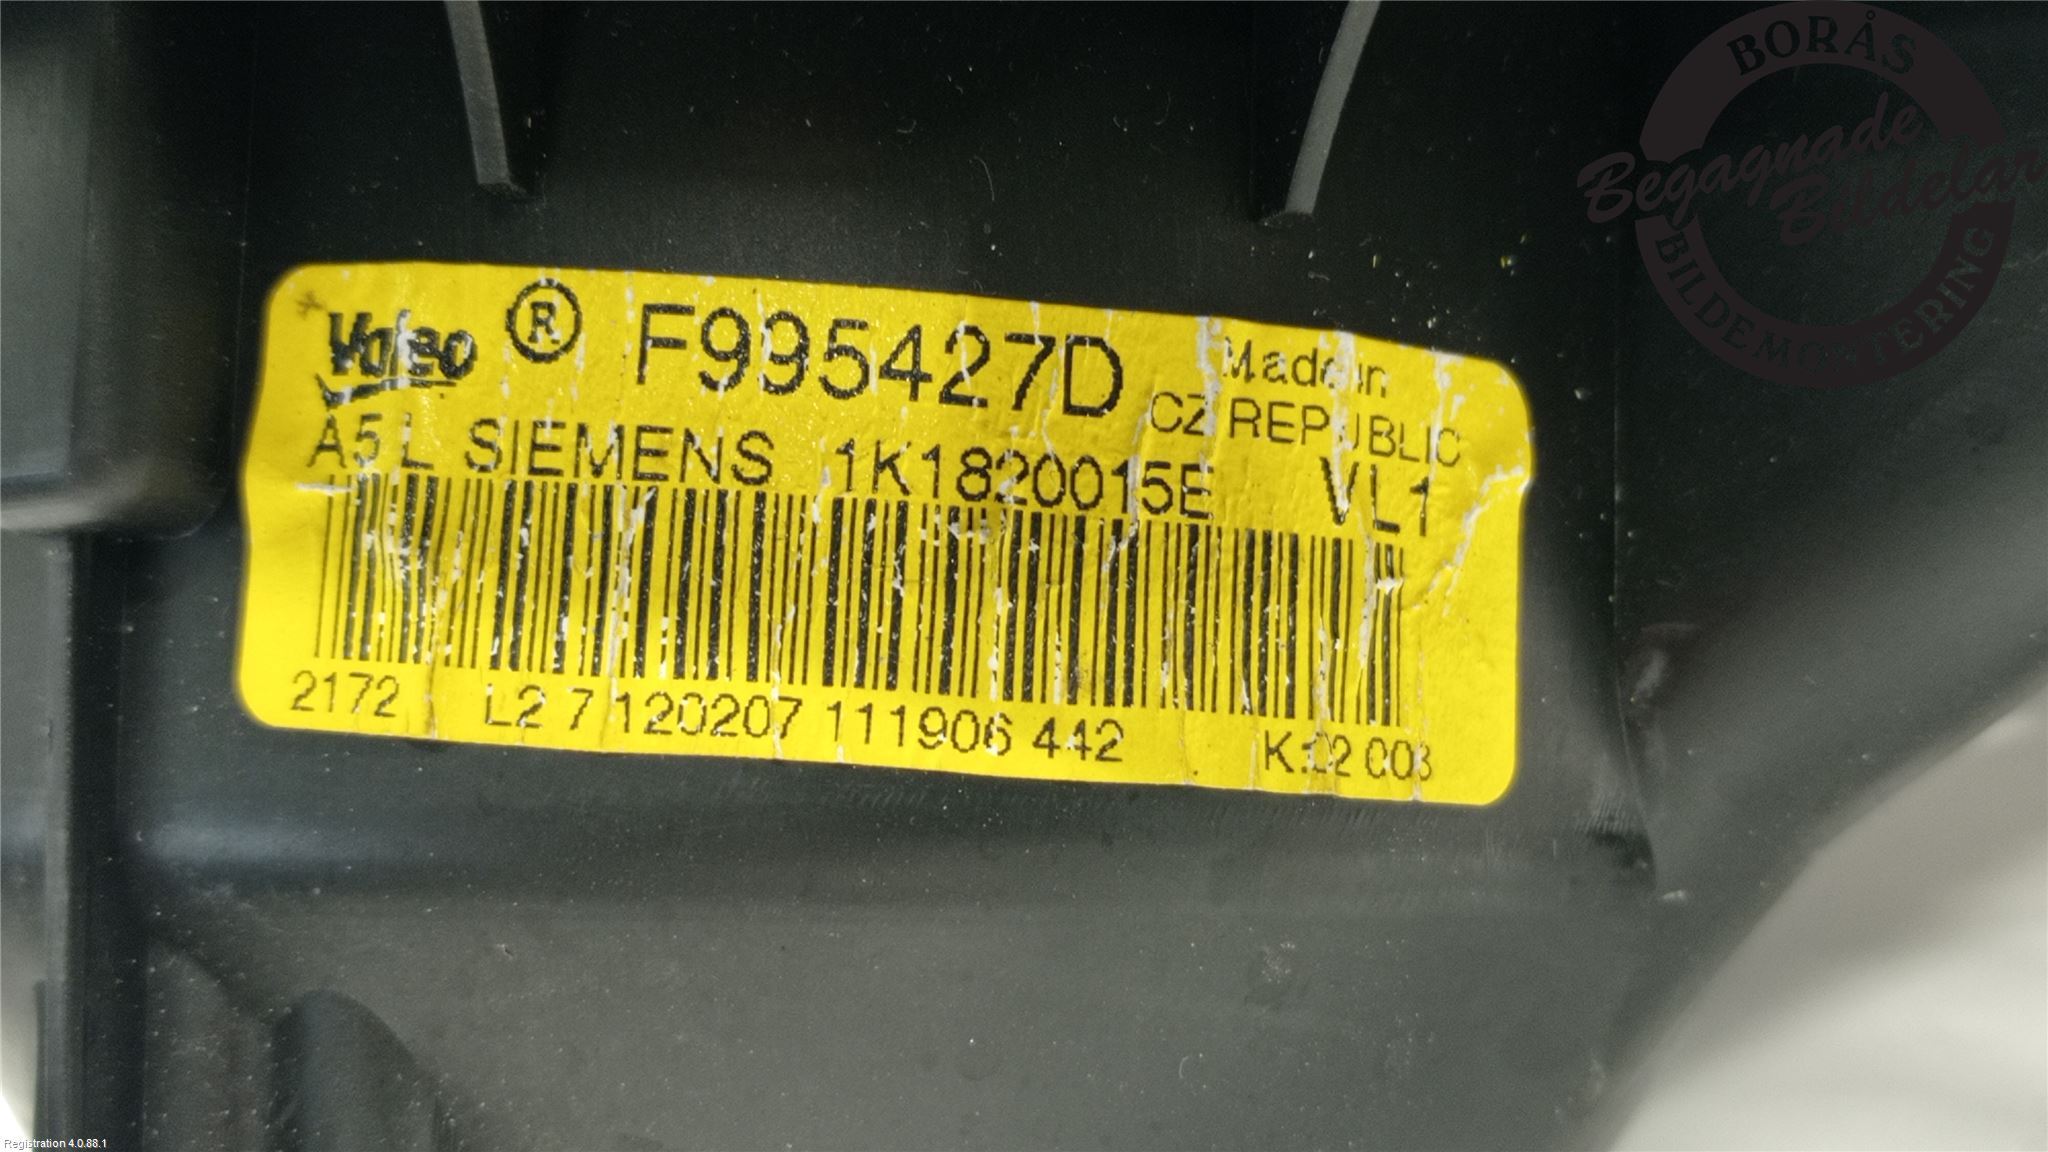 BORÅS
Begagnade
Bildelar
BILDEMONTERING
Valeo ® F995427D
Made in
CZ REPUBLIC
A5 L SIEMENS 1K1820015E VL1
2172 L2 7 120207 111906 442
Registration 4.0.88.1